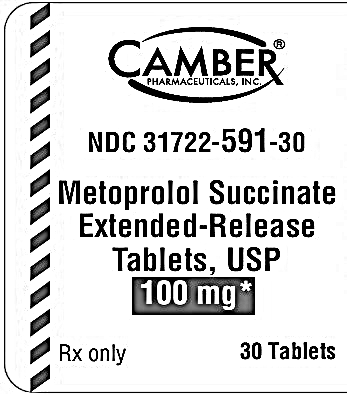 CAMBER®
PHARMACEUTICALS, INC.
NDC 31722-591-30
Metoprolol Succinate
Extended-Release
Tablets, USP
100 mg*
Rx only
30 Tablets